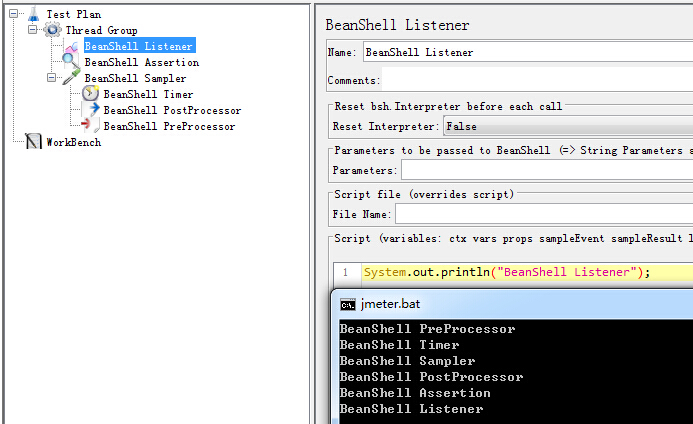 Test Plan
Thread Group
BeanShell Listener
BeanShell Assertion
BeanShell Sampler
BeanShell Timer
BeanShell PostProcessor
BeanShell PreProcessor
WorkBench
BeanShell Listener
Name: BeanShell Listener
Comments:
Reset bsh.Interpreter before each call
Reset Interpreter: False
Parameters to be passed to BeanShell (=> String Parameters
Parameters:
Script file (overrides script)
File Name:
Script (variables: ctx vars props sampleEvent sampleResult
1 System.out.println("BeanShell Listener");
C:\. jmeter.bat
BeanShell PreProcessor
BeanShell Timer
BeanShell Sampler
BeanShell PostProcessor
BeanShell Assertion
BeanShell Listener